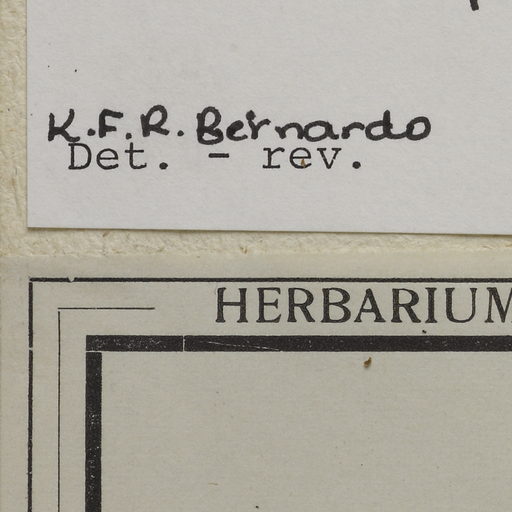 K.F.R. Bernardo
Det. - rev.
HERBARIUM